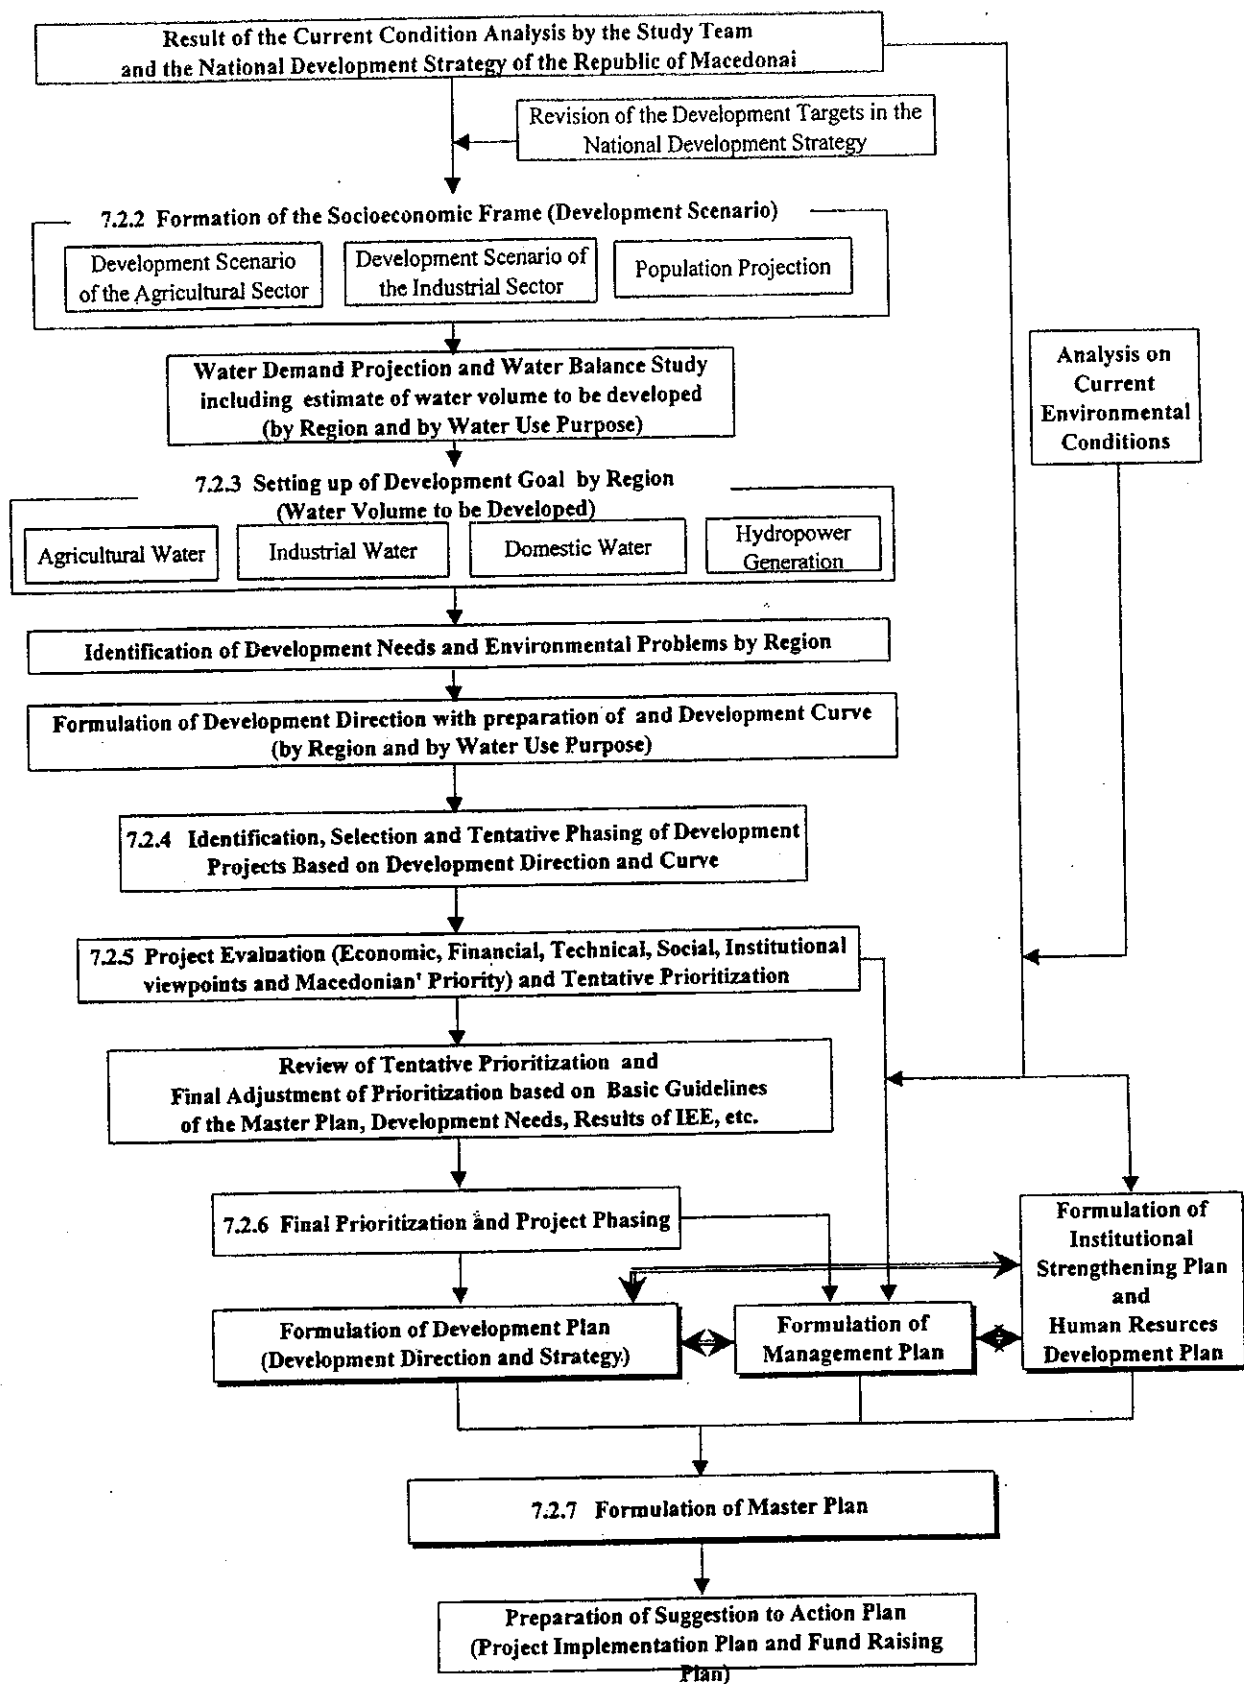 Result of the Current Condition Analysis by the Study Team
and the National Development Strategy of the Republic of Macedonai
Revision of the Development Targets in the
National Development Strategy
7.2.2 Formation of the Socioeconomic Frame (Development Scenario)
Development Scenario
of the Agricultural Sector
Development Scenario of
the Industrial Sector
Population Projection
Water Demand Projection and Water Balance Study
including estimate of water volume to be developed
(by Region and by Water Use Purpose)
Analysis on
Current
Environmental
Conditions
7.2.3 Setting up of Development Goal by Region
(Water Volume to be Developed)
Agricultural Water
Industrial Water
Domestic Water
Hydropower
Generation
Identification of Development Needs and Environmental Problems by Region
Formulation of Development Direction with preparation of and Development Curve
(by Region and by Water Use Purpose)
7.2.4 Identification, Selection and Tentative Phasing of Development
Projects Based on Development Direction and Curve
7.2.5 Project Evaluation (Economic, Financial, Technical, Social, Institutional
viewpoints and Macedonian' Priority) and Tentative Prioritization
Review of Tentative Prioritization and
Final Adjustment of Prioritization based on Basic Guidelines
of the Master Plan, Development Needs, Results of IEE, etc.
7.2.6 Final Prioritization and Project Phasing
Formulation of
Institutional
Strengthening Plan
and
Human Resurces
Development Plan
Formulation of Development Plan
(Development Direction and Strategy)
Formulation of
Management Plan
7.2.7 Formulation of Master Plan
Preparation of Suggestion to Action Plan
(Project Implementation Plan and Fund Raising
Plan)